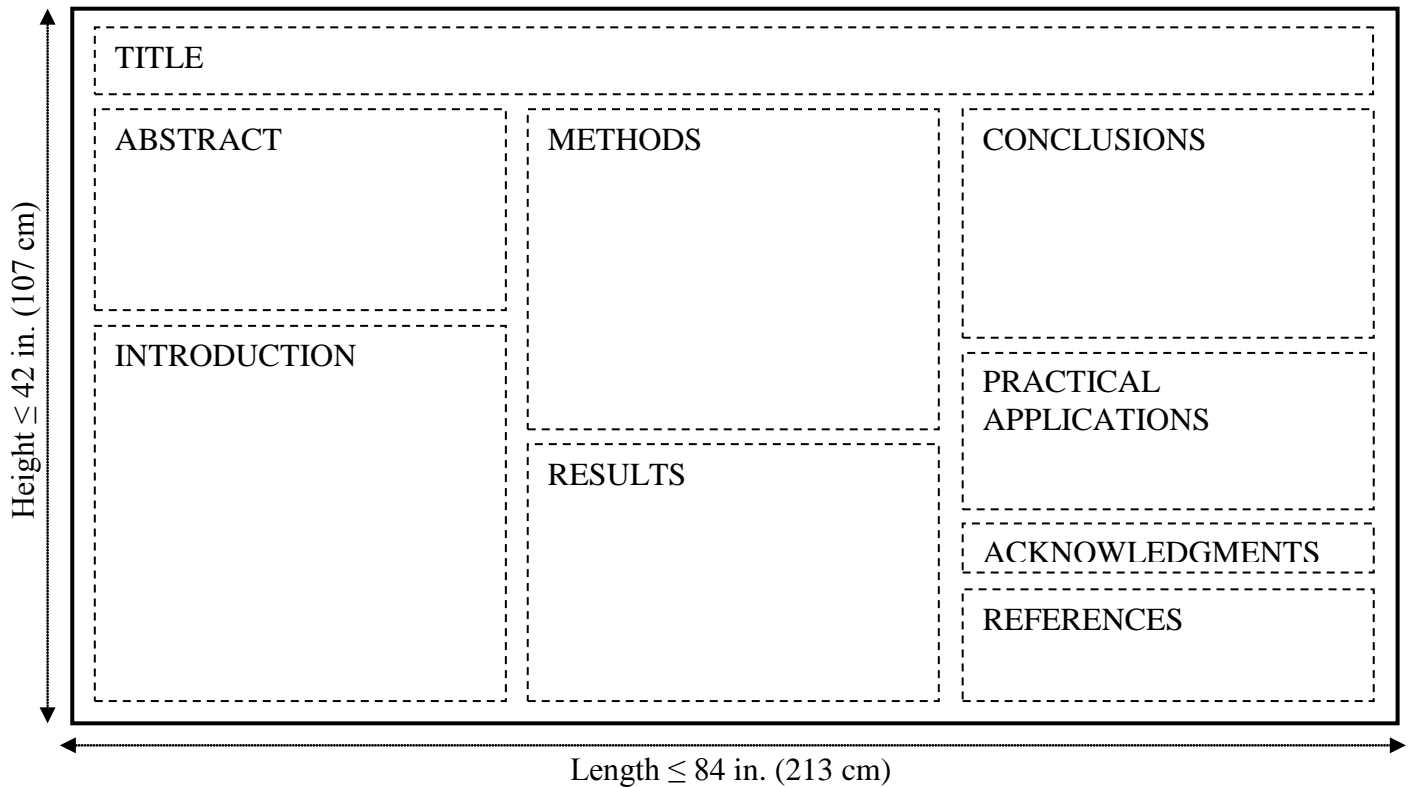 TITLE
ABSTRACT
INTRODUCTION
METHODS
RESULTS
CONCLUSIONS
PRACTICAL
APPLICATIONS
ACKNOWLEDGMENTS
REFERENCES
Height ≤ 42 in. (107 cm)
Length ≤ 84 in. (213 cm)